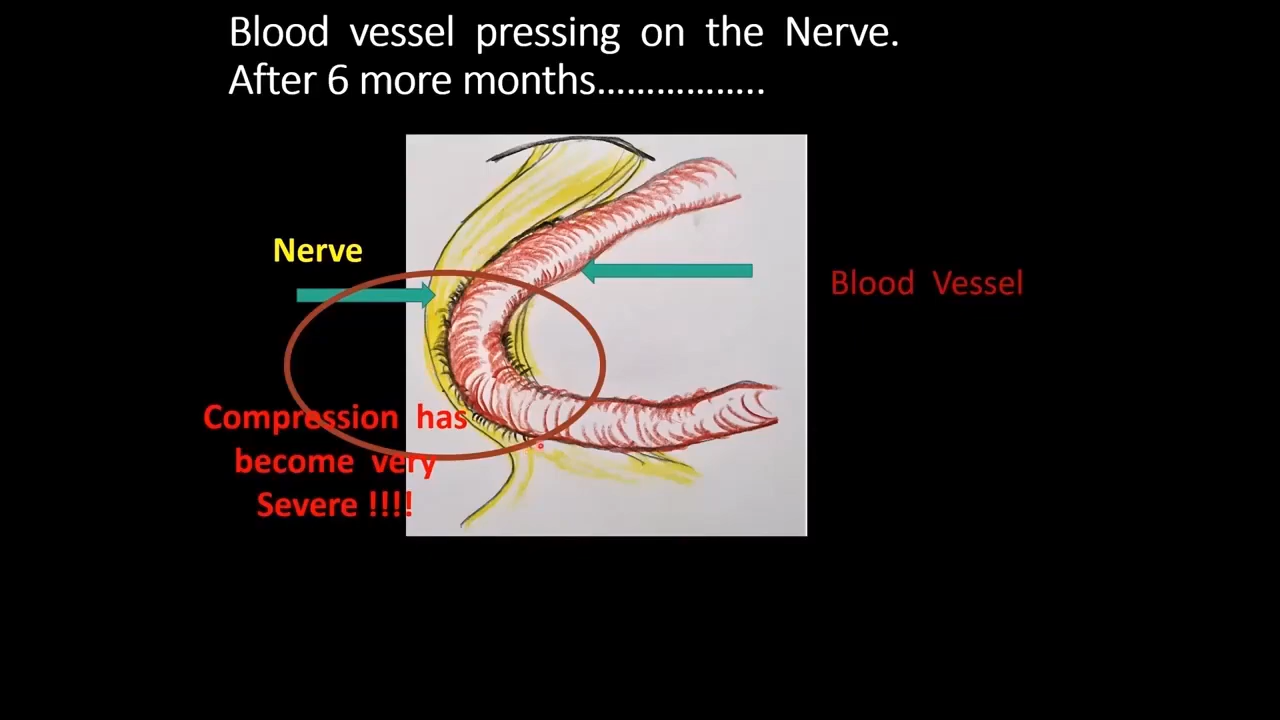 Blood vessel pressing on the Nerve.
After 6 more months……………..
Nerve
Blood Vessel
Compression has
become very
Severe !!!!